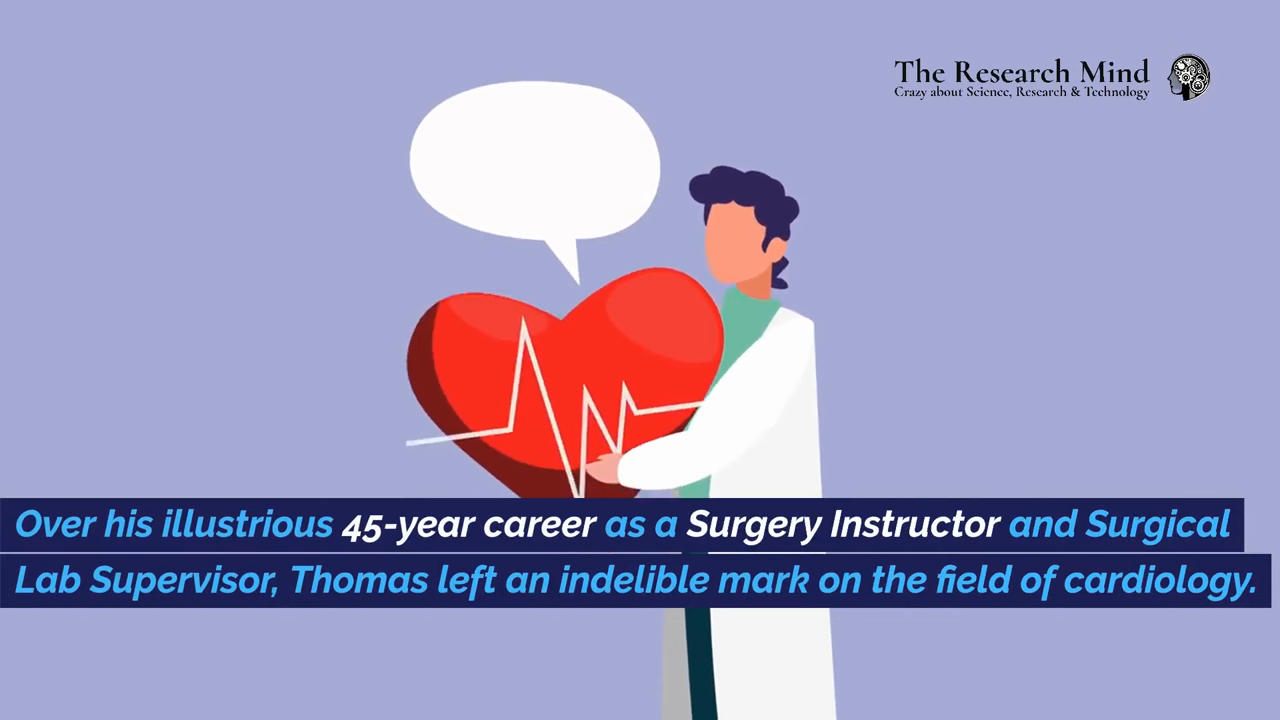 The Research Mind
Crazy about Science, Research & Technology
Over his illustrious 45-year career as a Surgery Instructor and Surgical
Lab Supervisor, Thomas left an indelible mark on the field of cardiology.